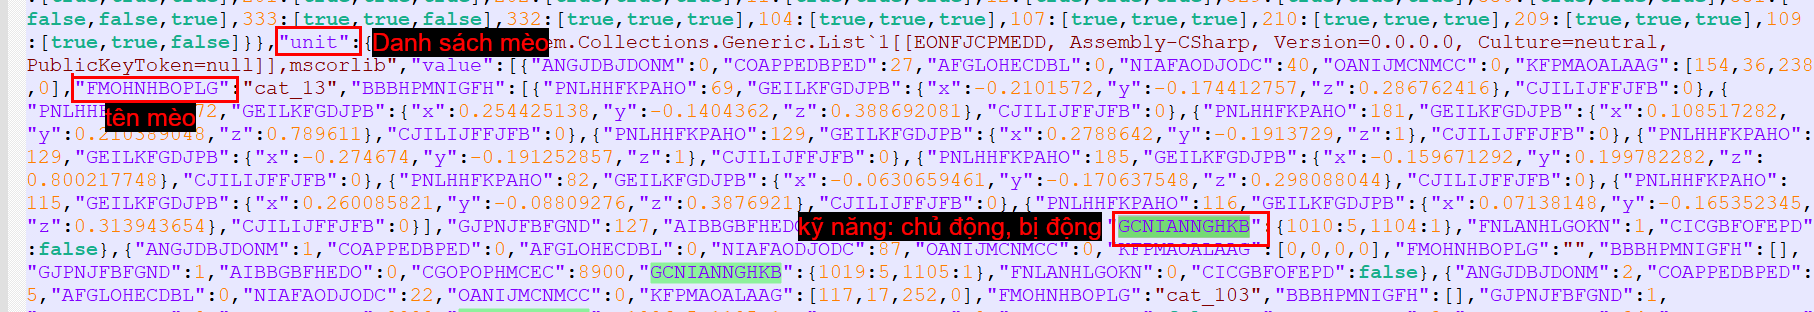 false,false,true],333:[true,true,false],332:[true,true,true],104:[true,true,true],107:[true,true,true],210:[true,true,true],209:[true,true,true],109
:[true,true,false]}},"unit":{ Danh sách mèo em.Collections.Generic.List`1[[EONFJCPMEDD, Assembly-CSharp, Version=0.0.0.0, Culture=neutral,
PublicKeyToken=null]],mscorlib","value":[{"ANGJDBJDONM":0,"COAPPEDBPED":27,"AFGLOHECDBL":0,"NIAFAODJODC":40,"OANIJMCNMCC":0,"KFPMAOALAAG":[154,36,238
,0],"FMOHNHBOPLG":"cat_13","BBBHPMNIGFH":[{"PNLHHFKPAHO":69,"GEILKFGDJPB":{"x":-0.2101572,"y":-0.174412757,"z":0.286762416},"CJILIJFFJFB":0},{
"PNLHHF tên mèo 72,"GEILKFGDJPB":{"x":0.254425138,"y":-0.1404362,"z":0.388692081},"CJILIJFFJFB":0},{"PNLHHFKPAHO":181,"GEILKFGDJPB":{"x":0.108517282,
"y":0.210389048,"z":0.789611},"CJILIJFFJFB":0},{"PNLHHFKPAHO":129,"GEILKFGDJPB":{"x":0.2788642,"y":-0.1913729,"z":1},"CJILIJFFJFB":0},{"PNLHHFKPAHO":
129,"GEILKFGDJPB":{"x":-0.274674,"y":-0.191252857,"z":1},"CJILIJFFJFB":0},{"PNLHHFKPAHO":185,"GEILKFGDJPB":{"x":-0.159671292,"y":0.199782282,"z":
0.800217748},"CJILIJFFJFB":0},{"PNLHHFKPAHO":82,"GEILKFGDJPB":{"x":-0.0630659461,"y":-0.170637548,"z":0.298088044},"CJILIJFFJFB":0},{"PNLHHFKPAHO":
115,"GEILKFGDJPB":{"x":0.260085821,"y":-0.08809276,"z":0.3876921},"CJILIJFFJFB":0},{"PNLHHFKPAHO":116,"GEILKFGDJPB":{"x":0.07138148,"y":-0.165352345,
"z":0.313943654},"CJILIJFFJFB":0}],"GJPNJFBFGND":127,"AIBBGBFHEDO kỹ năng: chủ động, bị động "GCNIANNGHKB":{1010:5,1104:1},"FNLANHLGOKN":1,"CICGBFOFEPD"
:false},{"ANGJDBJDONM":1,"COAPPEDBPED":0,"AFGLOHECDBL":0,"NIAFAODJODC":87,"OANIJMCNMCC":0,"KFPMAOALAAG":[0,0,0,0],"FMOHNHBOPLG":"","BBBHPMNIGFH":[],
"GJPNJFBFGND":1,"AIBBGBFHEDO":0,"CGOPOPHMCEC":8900,"GCNIANNGHKB":{1019:5,1105:1},"FNLANHLGOKN":0,"CICGBFOFEPD":false},{"ANGJDBJDONM":2,"COAPPEDBPED":
5,"AFGLOHECDBL":0,"NIAFAODJODC":22,"OANIJMCNMCC":0,"KFPMAOALAAG":[117,17,252,0],"FMOHNHBOPLG":"cat_103","BBBHPMNIGFH":[],"GJPNJFBFGND":1,